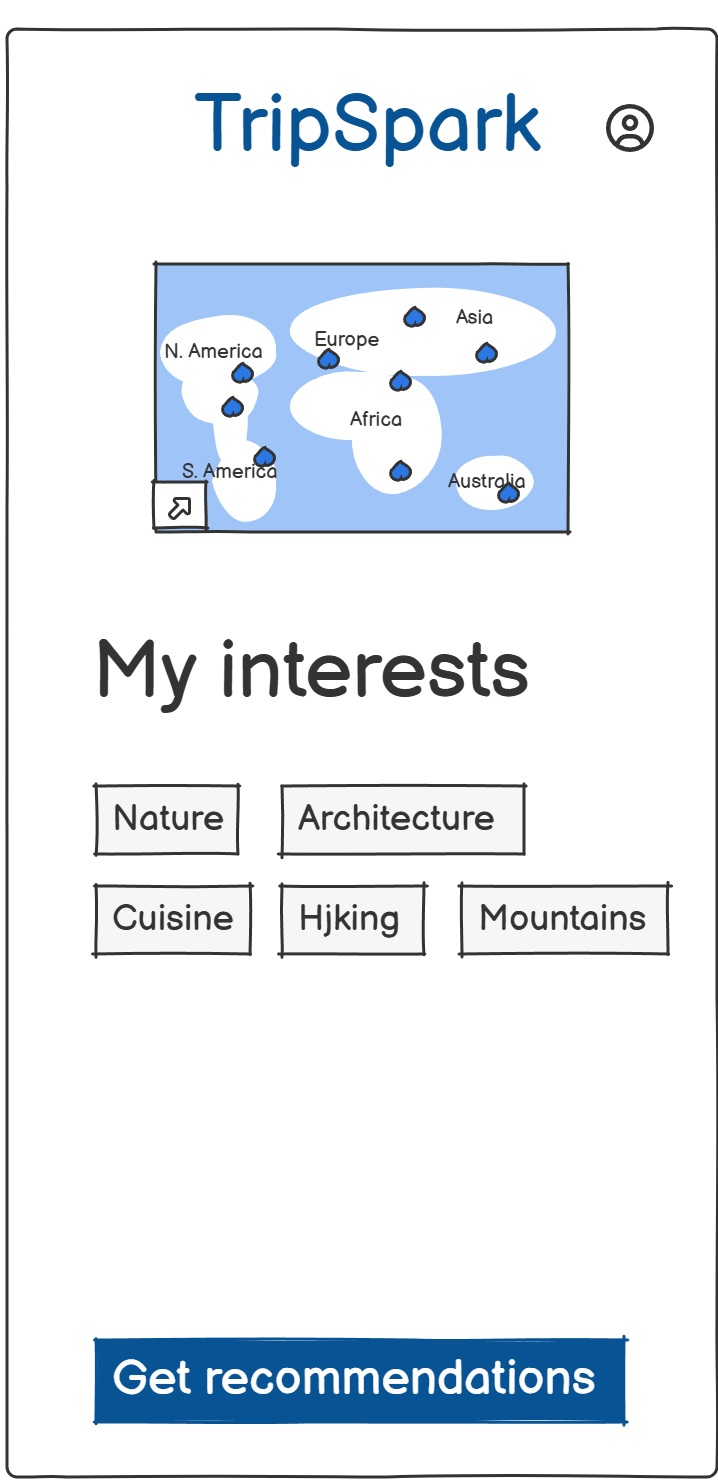 TripSpark
Asia
Europe
N. America
Africa
S. America
Australia
My interests
Nature
Architecture
Cuisine
Hjking
Mountains
Get recommendations